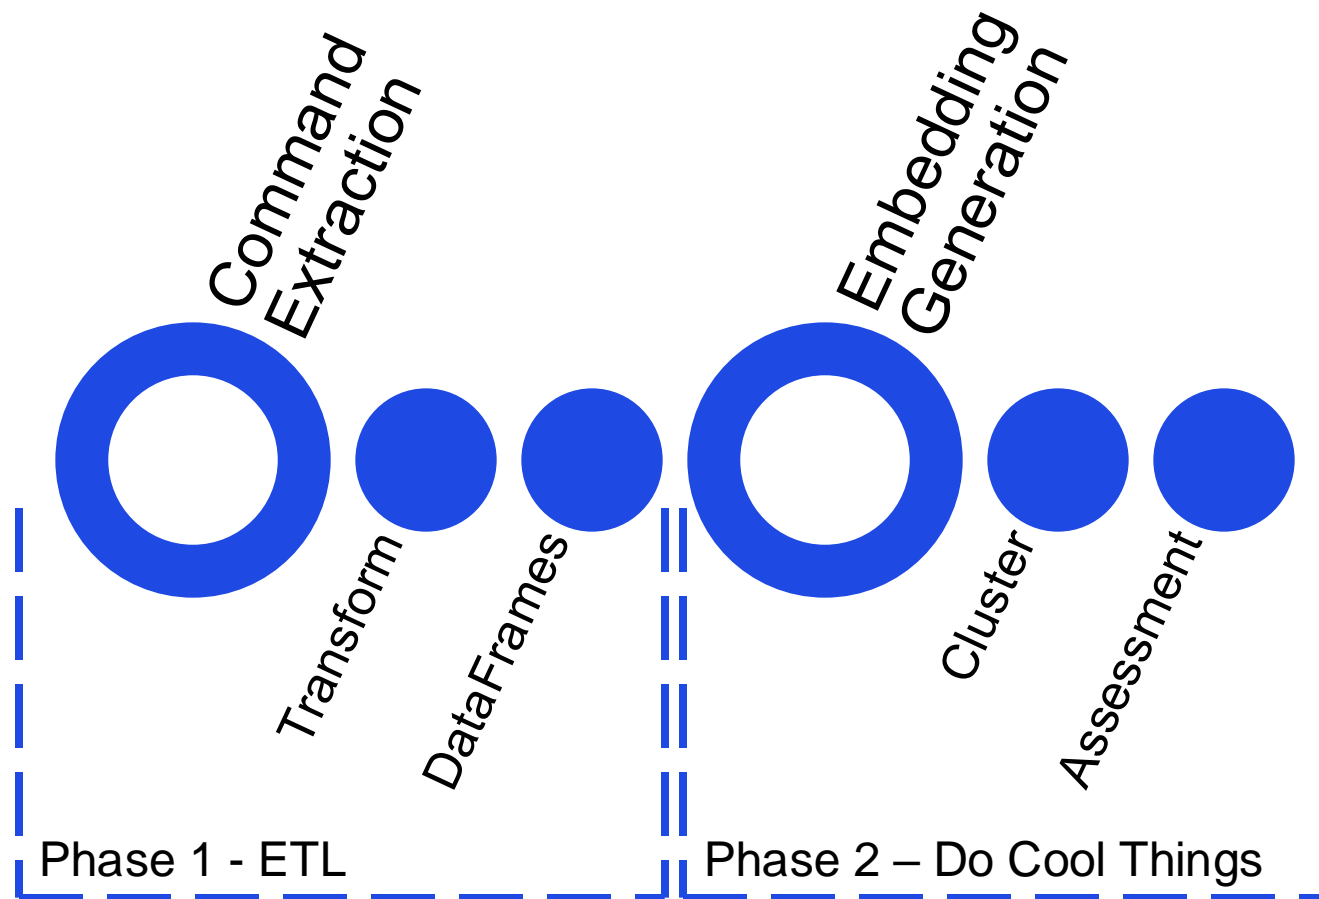 Command
Extraction
Transform
DataFrames
Phase 1 - ETL
Embedding
Generation
Cluster
Assessment
Phase 2 – Do Cool Things